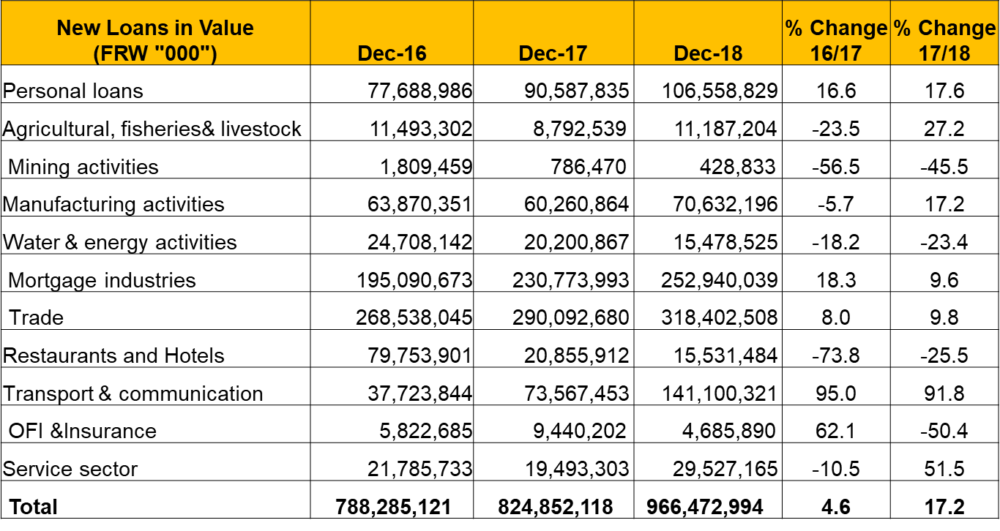 New Loans in Value (FRW "000") Dec-16 Dec-17 Dec-18 % Change 16/17 % Change 17/18
Personal loans 77,688,986 90,587,835 106,558,829 16.6 17.6
Agricultural, fisheries& livestock 11,493,302 8,792,539 11,187,204 -23.5 27.2
Mining activities 1,809,459 786,470 428,833 -56.5 -45.5
Manufacturing activities 63,870,351 60,260,864 70,632,196 -5.7 17.2
Water & energy activities 24,708,142 20,200,867 15,478,525 -18.2 -23.4
Mortgage industries 195,090,673 230,773,993 252,940,039 18.3 9.6
Trade 268,538,045 290,092,680 318,402,508 8.0 9.8
Restaurants and Hotels 79,753,901 20,855,912 15,531,484 -73.8 -25.5
Transport & communication 37,723,844 73,567,453 141,100,321 95.0 91.8
OFI &Insurance 5,822,685 9,440,202 4,685,890 62.1 -50.4
Service sector 21,785,733 19,493,303 29,527,165 -10.5 51.5
Total 788,285,121 824,852,118 966,472,994 4.6 17.2